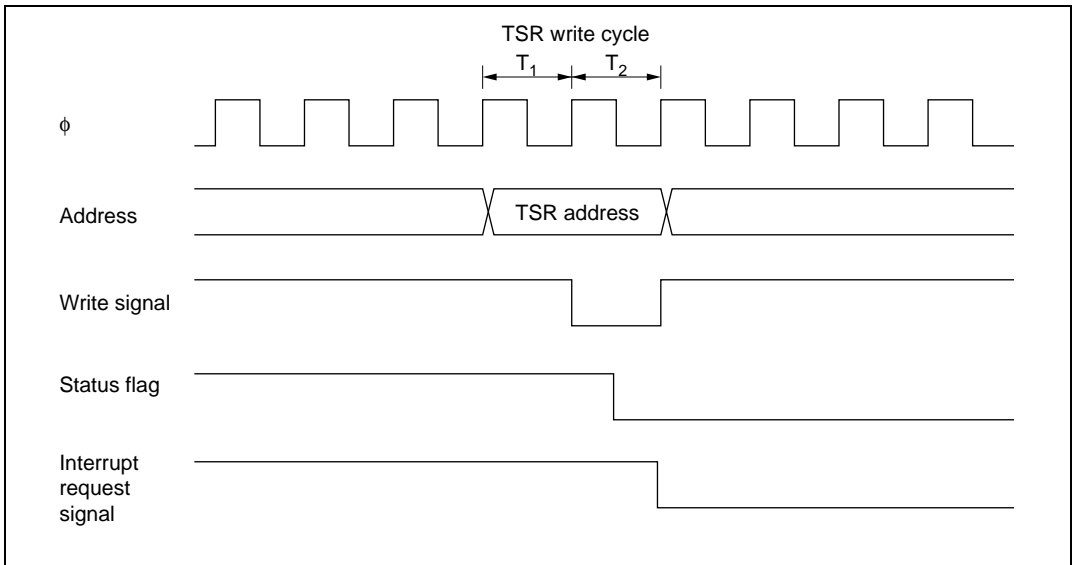 TSR write cycle
T1 T2
ϕ
Address
TSR address
Write signal
Status flag
Interrupt
request
signal